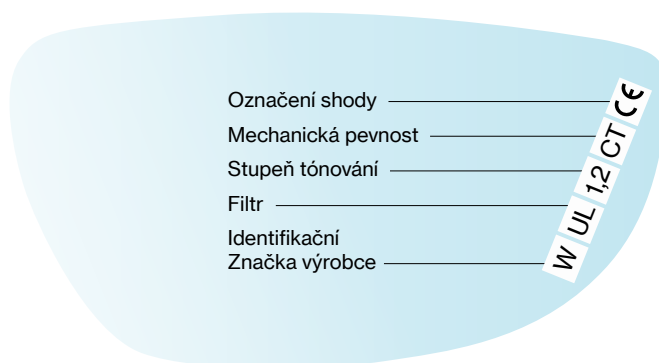 Označení shody
Mechanická pevnost
Stupeň tónování
Filtr
Identifikační
Značka výrobce
W UL 1,2 CT CE